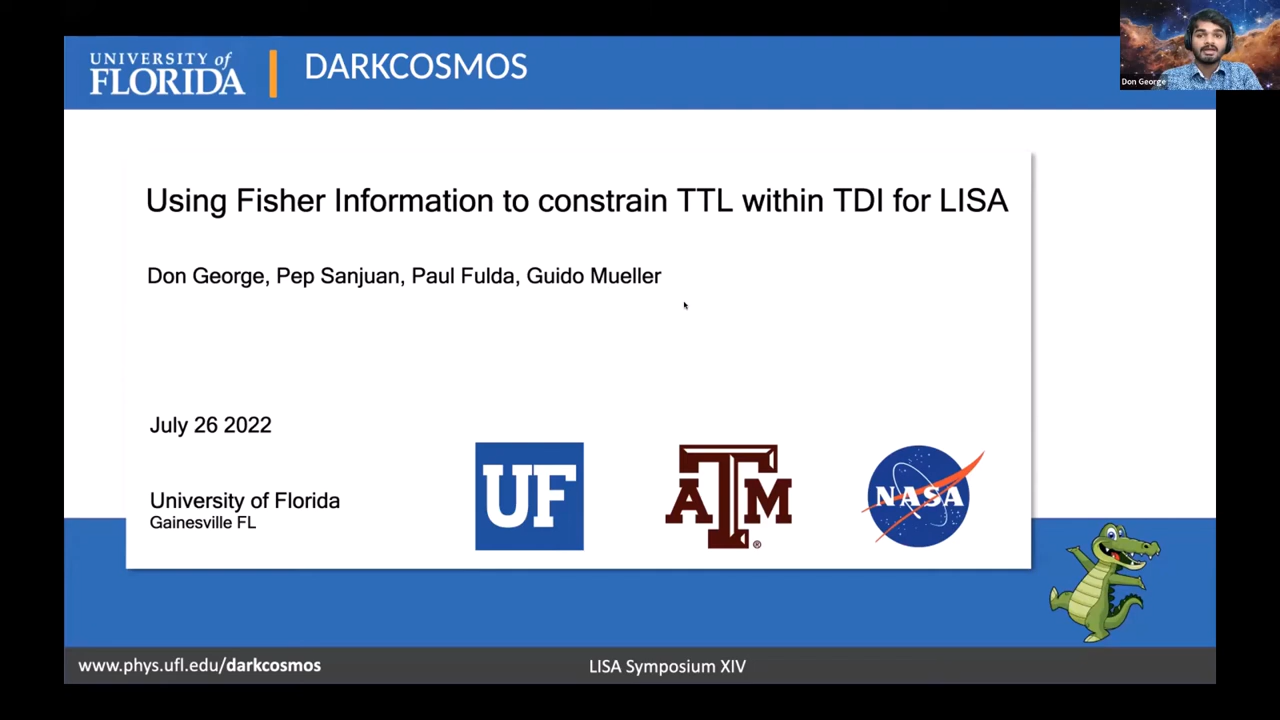 UNIVERSITY of
FLORIDA
DARKCOSMOS
Don George
Using Fisher Information to constrain TTL within TDI for LISA
Don George, Pep Sanjuan, Paul Fulda, Guido Mueller
July 26 2022
University of Florida
Gainesville FL
UF
ATM®
NASA
www.phys.ufl.edu/darkcosmos
LISA Symposium XIV